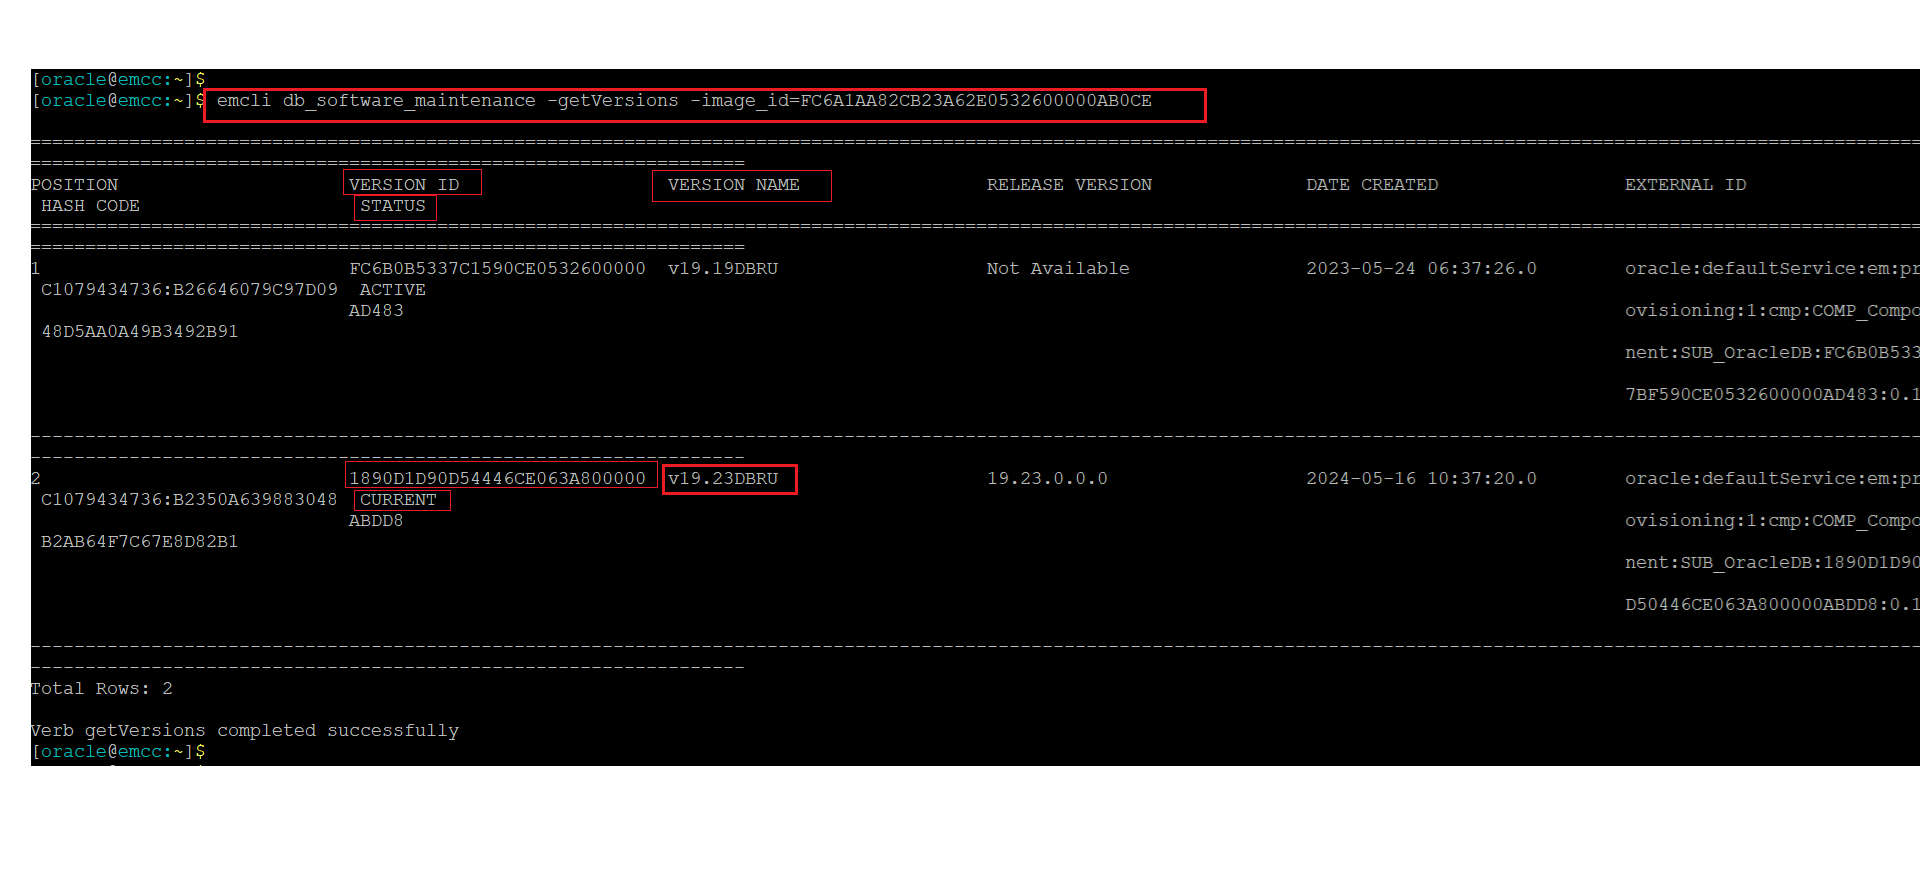 [oracle@emcc:~]$
[oracle@emcc:~]$ emcli db_software_maintenance -getVersions -image_id=FC6A1AA82CB23A62E0532600000AB0CE
================================================================================
=================================================================
POSITION VERSION ID VERSION NAME RELEASE VERSION DATE CREATED EXTERNAL ID
HASH CODE STATUS
================================================================================
=================================================================
1 FC6B0B5337C1590CE0532600000 v19.19DBRU Not Available 2023-05-24 06:37:26.0 oracle:defaultService:em:pr
C1079434736:B26646079C97D09 ACTIVE
AD483 ovisioning:1:cmp:COMP_Compo
48D5AA0A49B3492B91
nent:SUB_OracleDB:FC6B0B533
7BF590CE0532600000AD483:0.1
--------------------------------------------------------------------------------
-----------------------------------------------------------------
2 1890D1D90D54446CE063A800000 v19.23DBRU 19.23.0.0.0 2024-05-16 10:37:20.0 oracle:defaultService:em:pr
C1079434736:B2350A639883048 CURRENT
ABDD8 ovisioning:1:cmp:COMP_Compo
B2AB64F7C67E8D82B1
nent:SUB_OracleDB:1890D1D90
D50446CE063A800000ABDD8:0.1
--------------------------------------------------------------------------------
-----------------------------------------------------------------
Total Rows: 2
Verb getVersions completed successfully
[oracle@emcc:~]$